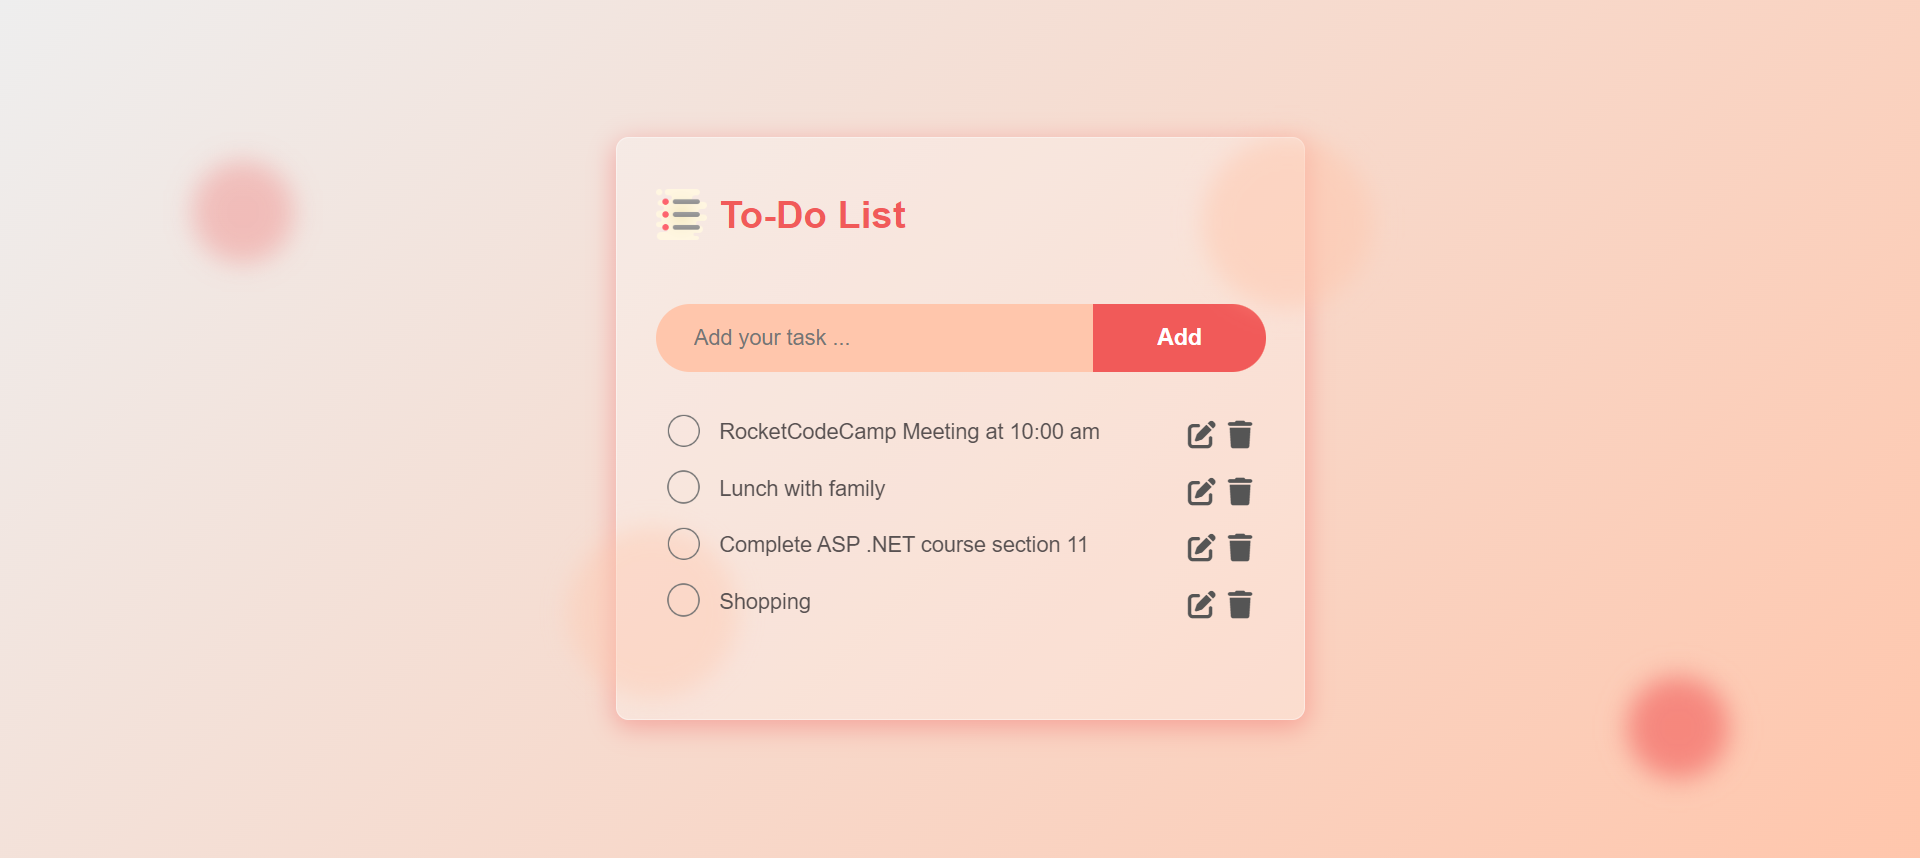 To-Do List
Add your task ...
Add
RocketCodeCamp Meeting at 10:00 am
Lunch with family
Complete ASP .NET course section 11
Shopping